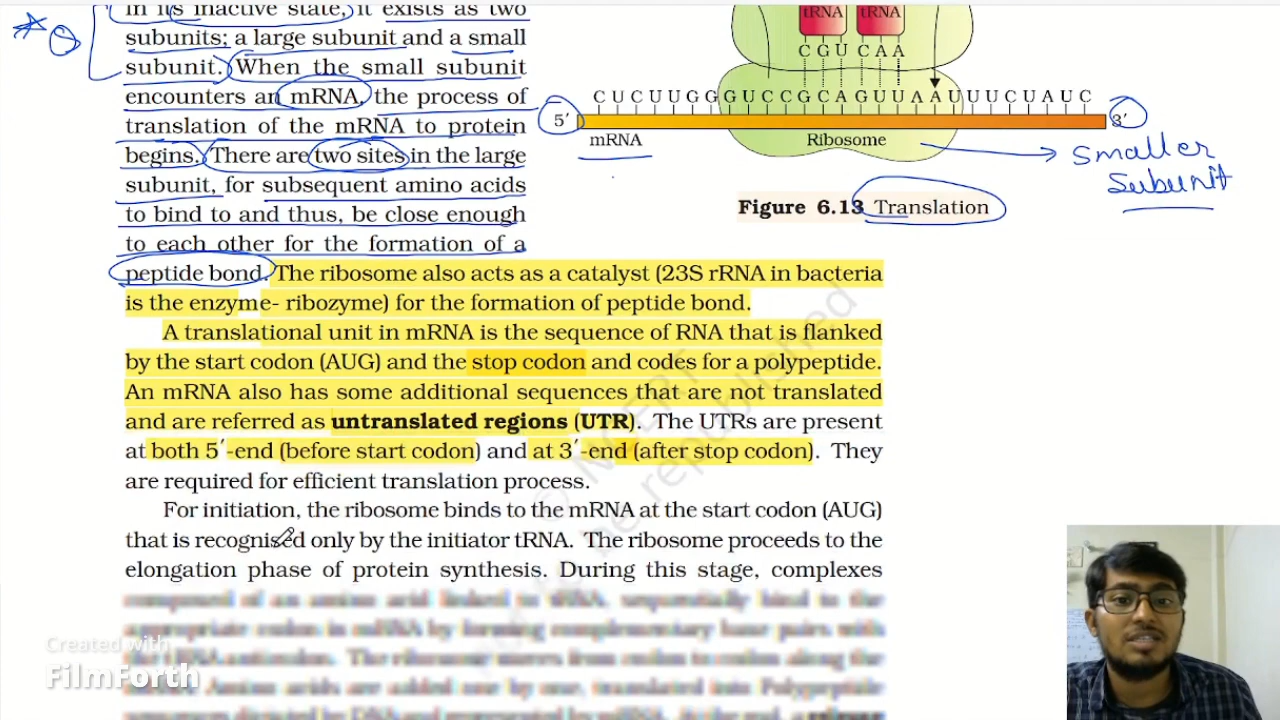 in its inactive state, it exists as two
subunits; a large subunit and a small
subunit. When the small subunit
encounters an mRNA, the process of
translation of the mRNA to protein
begins. There are two sites in the large
subunit, for subsequent amino acids
to bind to and thus, be close enough
to each other for the formation of a
peptide bond. The ribosome also acts as a catalyst (23S rRNA in bacteria
is the enzyme- ribozyme) for the formation of peptide bond.
A translational unit in mRNA is the sequence of RNA that is flanked
by the start codon (AUG) and the stop codon and codes for a polypeptide.
An mRNA also has some additional sequences that are not translated
and are referred as untranslated regions (UTR). The UTRs are present
at both 5′-end (before start codon) and at 3′-end (after stop codon). They
are required for efficient translation process.
For initiation, the ribosome binds to the mRNA at the start codon (AUG)
that is recognised only by the initiator tRNA. The ribosome proceeds to the
elongation phase of protein synthesis. During this stage, complexes
tRNA tRNA
C G U C A A
C U C U U G G G U C C G C A G U U A A U U U C U A U C
5′ 3′
mRNA Ribosome
Smaller
Subunit
Figure 6.13 Translation
© NCERT
be republished
Created with
FilmForth